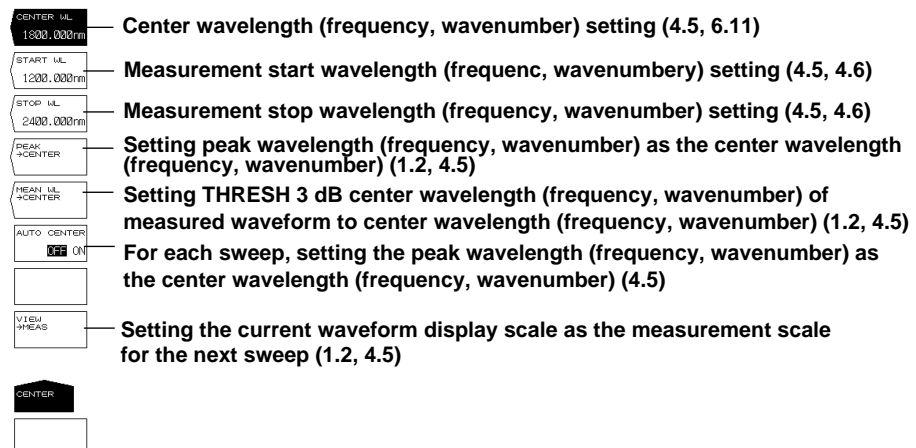 CENTER WL
1800.000nm
Center wavelength (frequency, wavenumber) setting (4.5, 6.11)
START WL
1200.000nm
Measurement start wavelength (frequenc, wavenumbery) setting (4.5, 4.6)
STOP WL
2400.000nm
Measurement stop wavelength (frequency, wavenumber) setting (4.5, 4.6)
PEAK
→CENTER
Setting peak wavelength (frequency, wavenumber) as the center wavelength
(frequency, wavenumber) (1.2, 4.5)
MEAN WL
→CENTER
Setting THRESH 3 dB center wavelength (frequency, wavenumber) of
measured waveform to center wavelength (frequency, wavenumber) (1.2, 4.5)
AUTO CENTER
OFF ON
For each sweep, setting the peak wavelength (frequency, wavenumber) as
the center wavelength (frequency, wavenumber) (4.5)
VIEW
→MEAS
Setting the current waveform display scale as the measurement scale
for the next sweep (1.2, 4.5)
CENTER